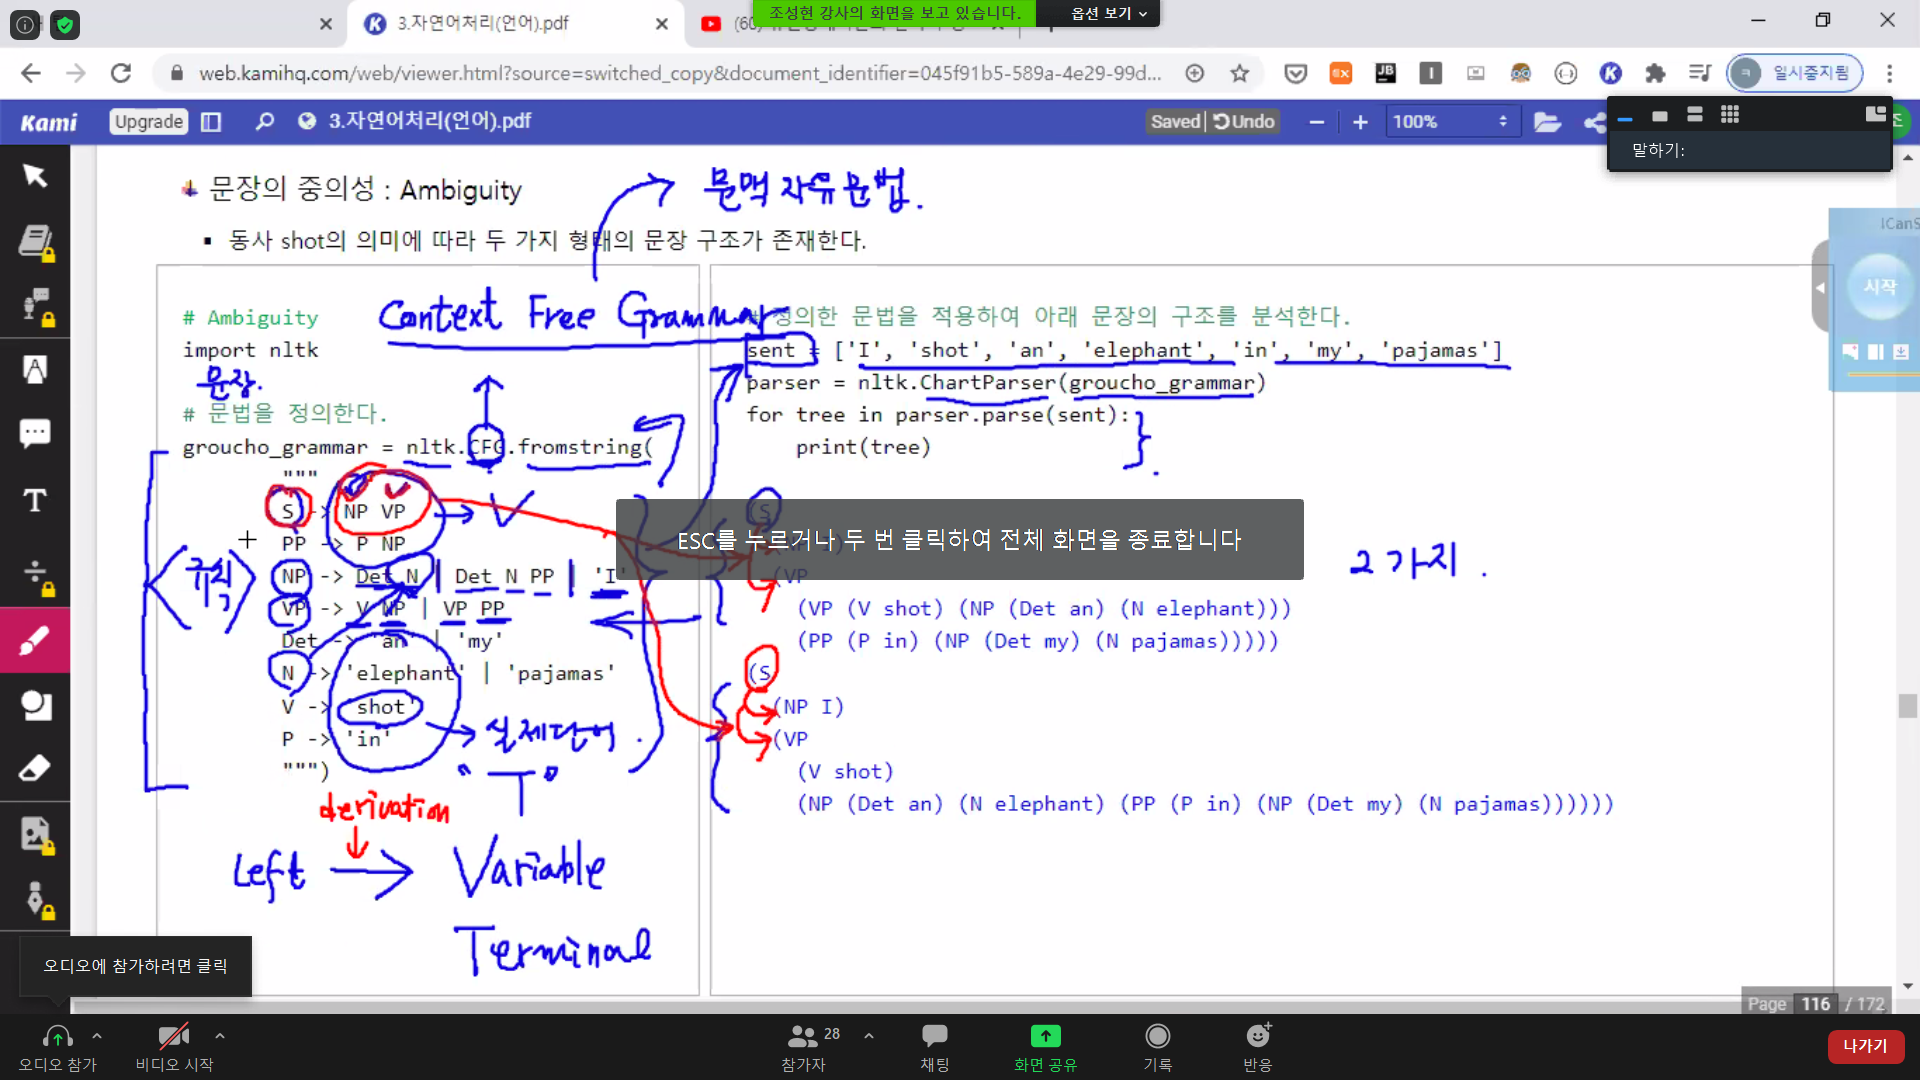 조성현 강사의 화면을 보고 있습니다.
옵션 보기
3.자연어처리(언어).pdf
web.kamihq.com/web/viewer.html?source=switched_copy&document_identifier=045f91b5-589a-4e29-99d...
일시중지됨
Kami
Upgrade
3.자연어처리(언어).pdf
Saved
Undo
100%
말하기:
문장의 중의성 : Ambiguity
문맥 자유 문법.
동사 shot의 의미에 따라 두 가지 형태의 문장 구조가 존재한다.
Context Free Grammar
# Ambiguity
import nltk
문장.
# 문법을 정의한다.
groucho_grammar = nltk.CFG.fromstring(
"""
S -> NP VP
V
PP -> P NP
NP -> Det N | Det N PP | 'I'
VP -> V NP | VP PP
Det -> 'an' | 'my'
N -> 'elephant' | 'pajamas'
V -> 'shot'
P -> 'in'
""")
규칙
실제단어.
"T"
derivation
Left → Variable
Terminal
정의한 문법을 적용하여 아래 문장의 구조를 분석한다.
sent = ['I', 'shot', 'an', 'elephant', 'in', 'my', 'pajamas']
parser = nltk.ChartParser(groucho_grammar)
for tree in parser.parse(sent):
print(tree)
ESC를 누르거나 두 번 클릭하여 전체 화면을 종료합니다
2가지.
(S
(VP
(VP (V shot) (NP (Det an) (N elephant)))
(PP (P in) (NP (Det my) (N pajamas)))))
(S
(NP I)
(VP
(V shot)
(NP (Det an) (N elephant) (PP (P in) (NP (Det my) (N pajamas))))))
ICanS
시작
Page 116 / 172
오디오에 참가하려면 클릭
오디오 참가
비디오 시작
참가자
28
채팅
화면 공유
기록
반응
나가기